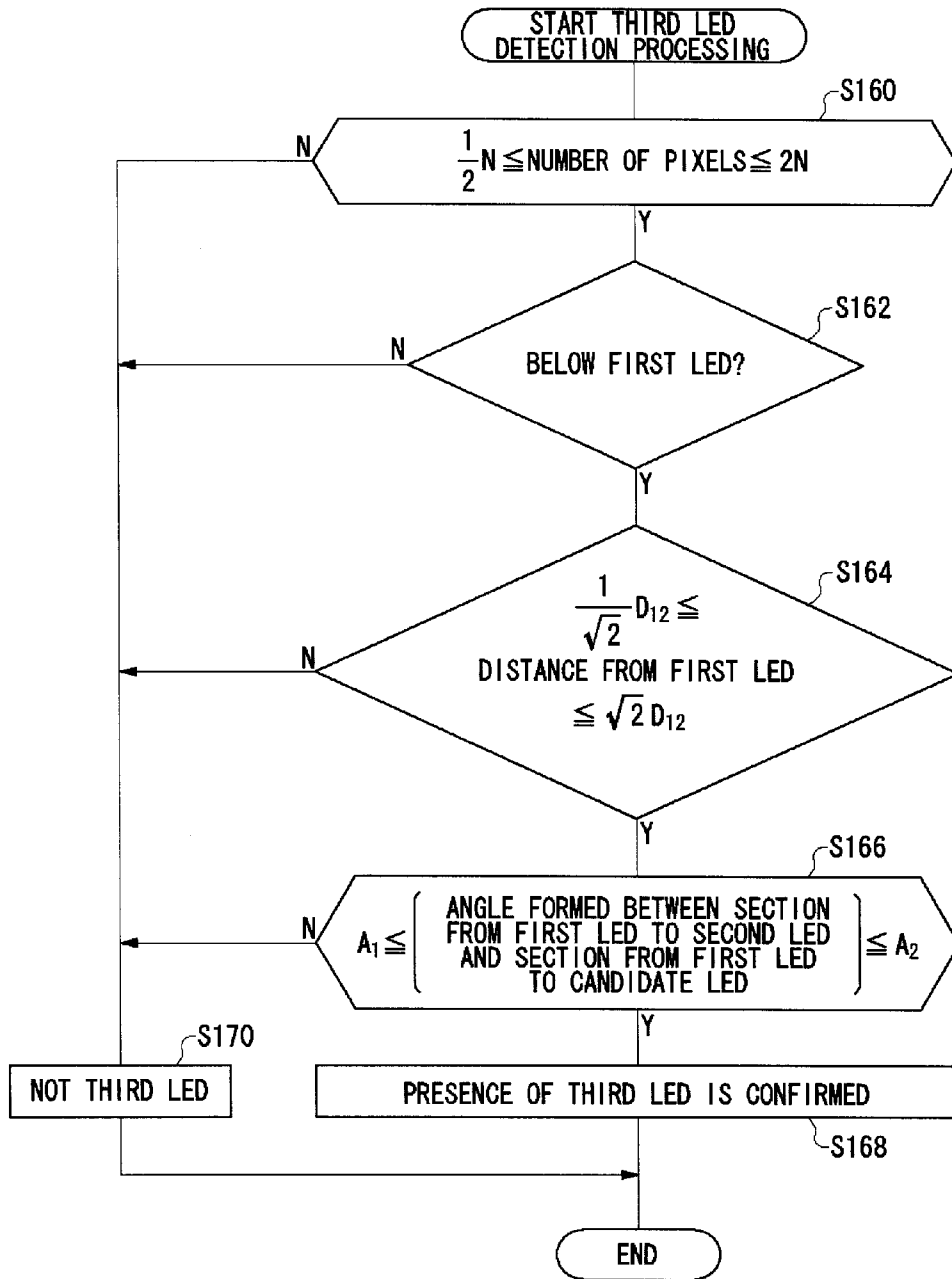 START THIRD LED
DETECTION PROCESSING
S160
N
1/2 N ≦ NUMBER OF PIXELS ≦ 2N
Y
S162
N
BELOW FIRST LED?
Y
S164
1/√2 D12 ≦
N
DISTANCE FROM FIRST LED
≦ √2 D12
Y
S166
N
ANGLE FORMED BETWEEN SECTION
FROM FIRST LED TO SECOND LED
A1 ≦ ( ) ≦ A2
AND SECTION FROM FIRST LED
TO CANDIDATE LED
Y
S170
NOT THIRD LED
PRESENCE OF THIRD LED IS CONFIRMED
S168
END